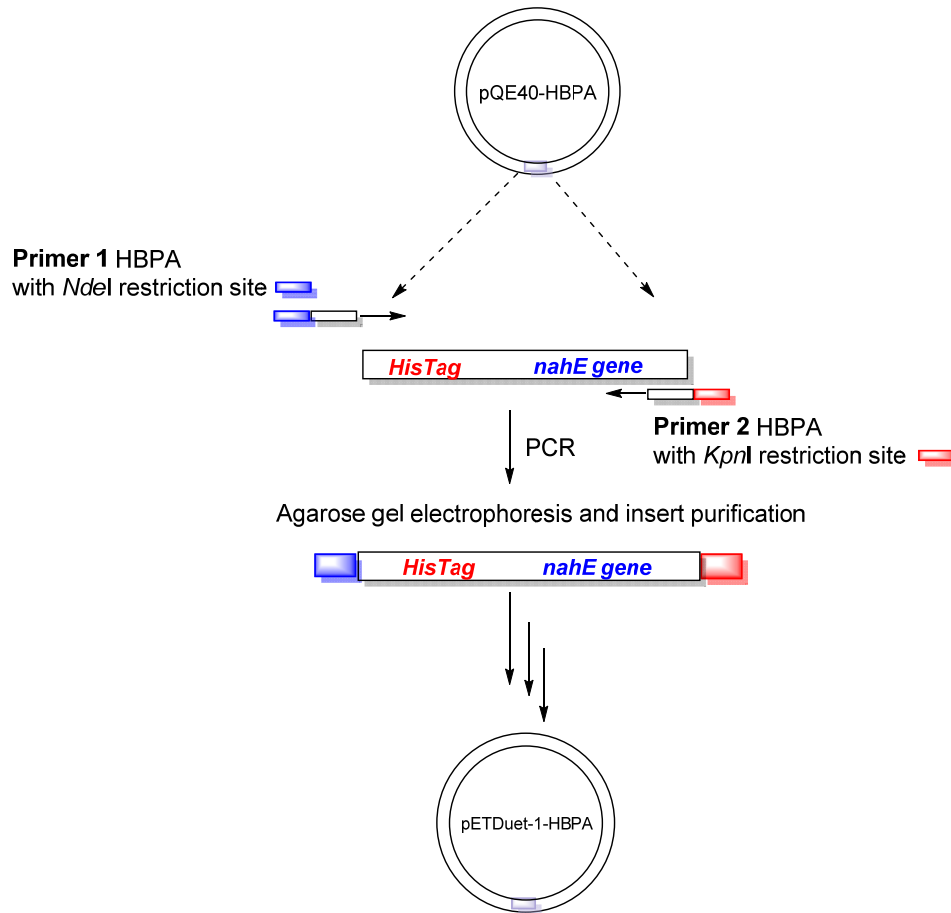 pQE40-HBPA
Primer 1 HBPA
with NdeI restriction site
HisTag nahE gene
Primer 2 HBPA
with KpnI restriction site
PCR
Agarose gel electrophoresis and insert purification
HisTag nahE gene
pETDuet-1-HBPA